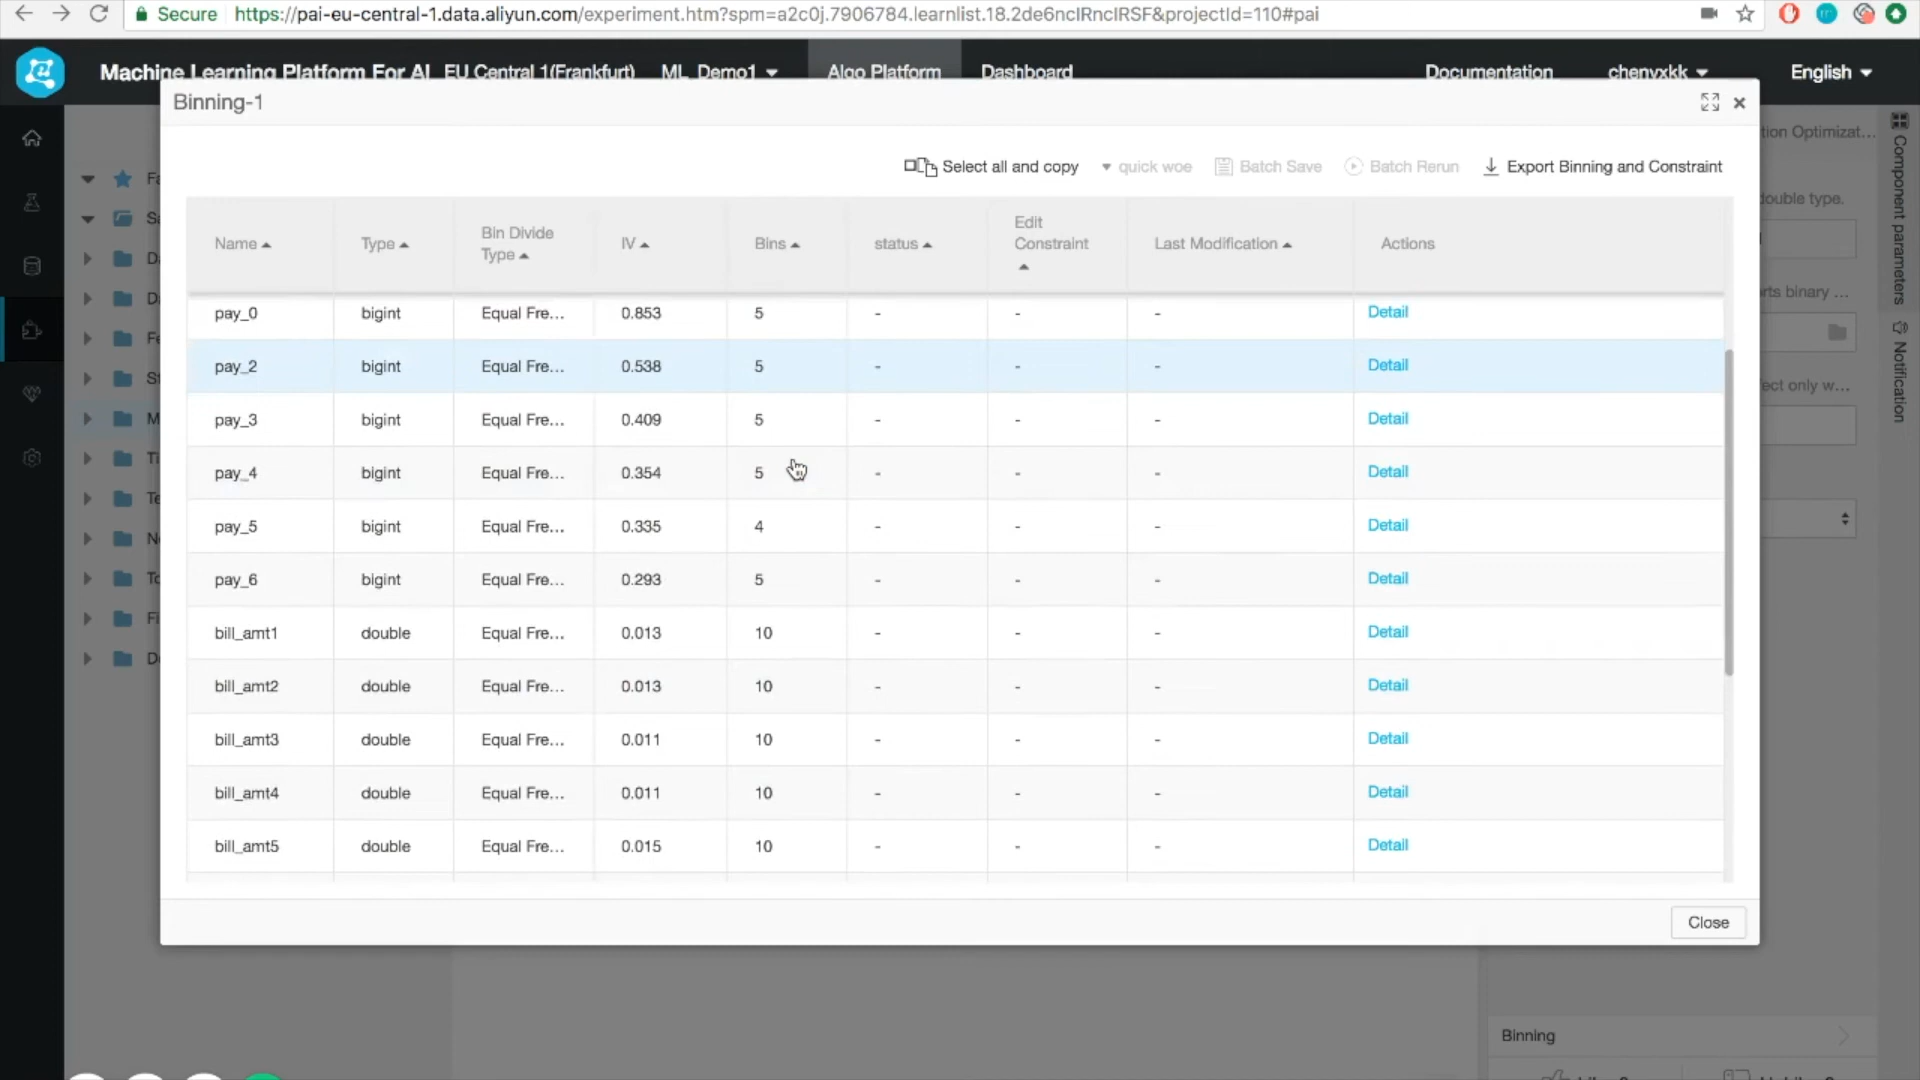 Secure https://pai-eu-central-1.data.aliyun.com/experiment.htm?spm=a2c0j.7906784.learnlist.18.2de6ncIRncIRSF&projectId=110#pai
Machine Learning Platform For AI EU Central 1(Frankfurt) ML_Demo1 Algo Platform Dashboard Documentation chenyxkk English
Binning-1
Select all and copy quick woe Batch Save Batch Rerun Export Binning and Constraint
Name Type Bin Divide Type IV Bins status Edit Constraint Last Modification Actions
pay_0 bigint Equal Fre... 0.853 5 - - - Detail
pay_2 bigint Equal Fre... 0.538 5 - - - Detail
pay_3 bigint Equal Fre... 0.409 5 - - - Detail
pay_4 bigint Equal Fre... 0.354 5 - - - Detail
pay_5 bigint Equal Fre... 0.335 4 - - - Detail
pay_6 bigint Equal Fre... 0.293 5 - - - Detail
bill_amt1 double Equal Fre... 0.013 10 - - - Detail
bill_amt2 double Equal Fre... 0.013 10 - - - Detail
bill_amt3 double Equal Fre... 0.011 10 - - - Detail
bill_amt4 double Equal Fre... 0.011 10 - - - Detail
bill_amt5 double Equal Fre... 0.015 10 - - - Detail
Close
Component parameters
Notification
double type.
binary ...
only w...
Binning